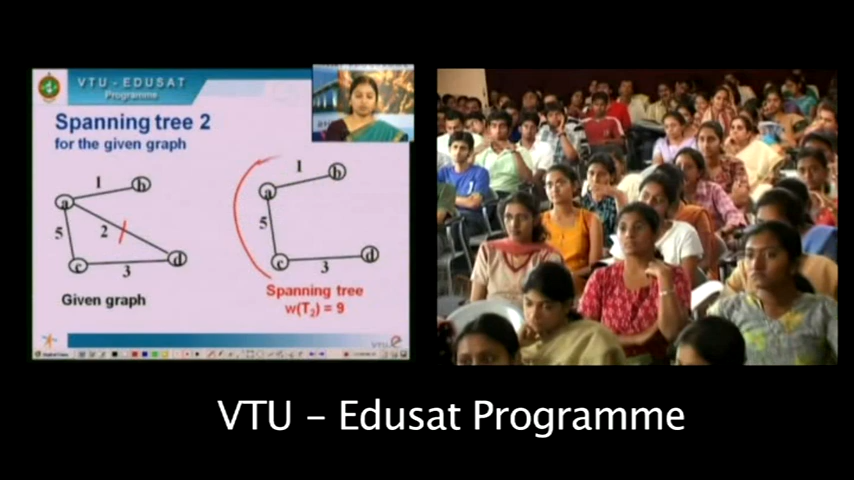 VTU - EDUSAT
Programme
Spanning tree 2
for the given graph
1
b
a
5
2
c
3
d
Given graph
1
b
a
5
c
3
d
Spanning tree
w(T₂) = 9
VTU
VTU – Edusat Programme